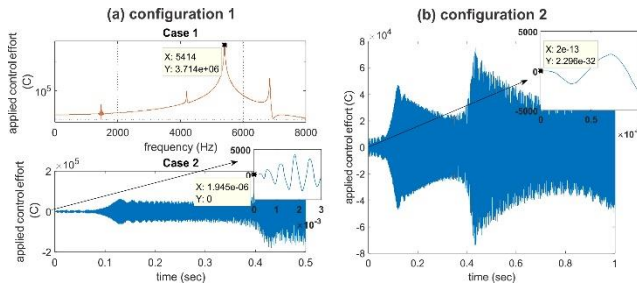 (a) configuration 1
Case 1
applied control effort
(C)
10^5
X: 5414
Y: 3.714e+06
0 2000 4000 6000 8000
frequency (Hz)
Case 2
applied control effort
(C)
× 10^5
2
0
-2
X: 1.945e-06
Y: 0
5000
0
-5000
0 1 2 3
× 10^-3
0 0.1 0.2 0.3 0.4 0.5
time (sec)
(b) configuration 2
applied control effort (C)
× 10^4
8
6
4
2
0
-2
-4
-6
-8
X: 2e-13
Y: 2.296e-32
5000
-5000
0 0.5
0 0.2 0.4 0.6 0.8 1
time (sec)